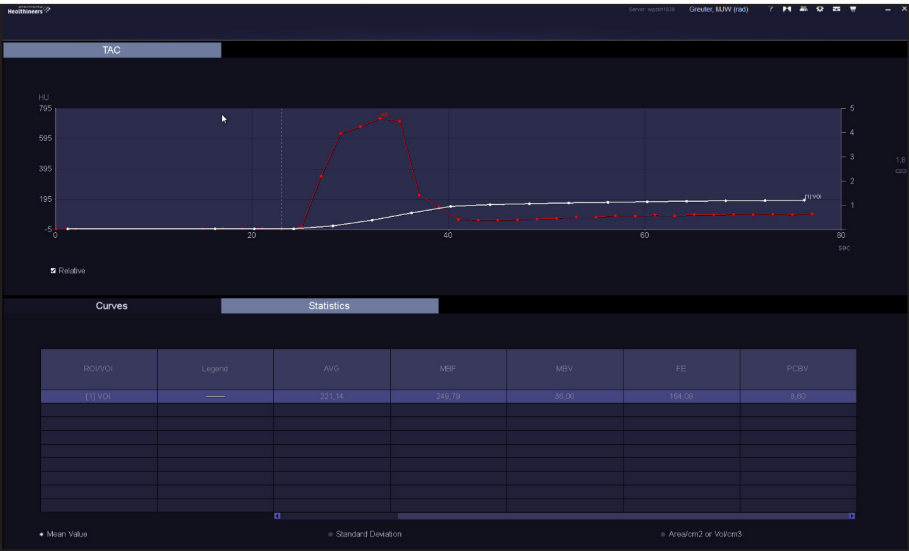 Healthineers
Server: Greuter, MJW (rad) ?
TAC
HU
795 5
595 4
395 3 1,8
195 2
[1] VOI
1
-5
0 20 40 60 80
sec
Relative
Curves Statistics
ROI/VOI Legend AVG MBF MBV FE PCBV
[1] VOI 221,14 249,79 36,00 164,09 8,60
Mean Value Standard Deviation Area/cm2 or Vol/cm3